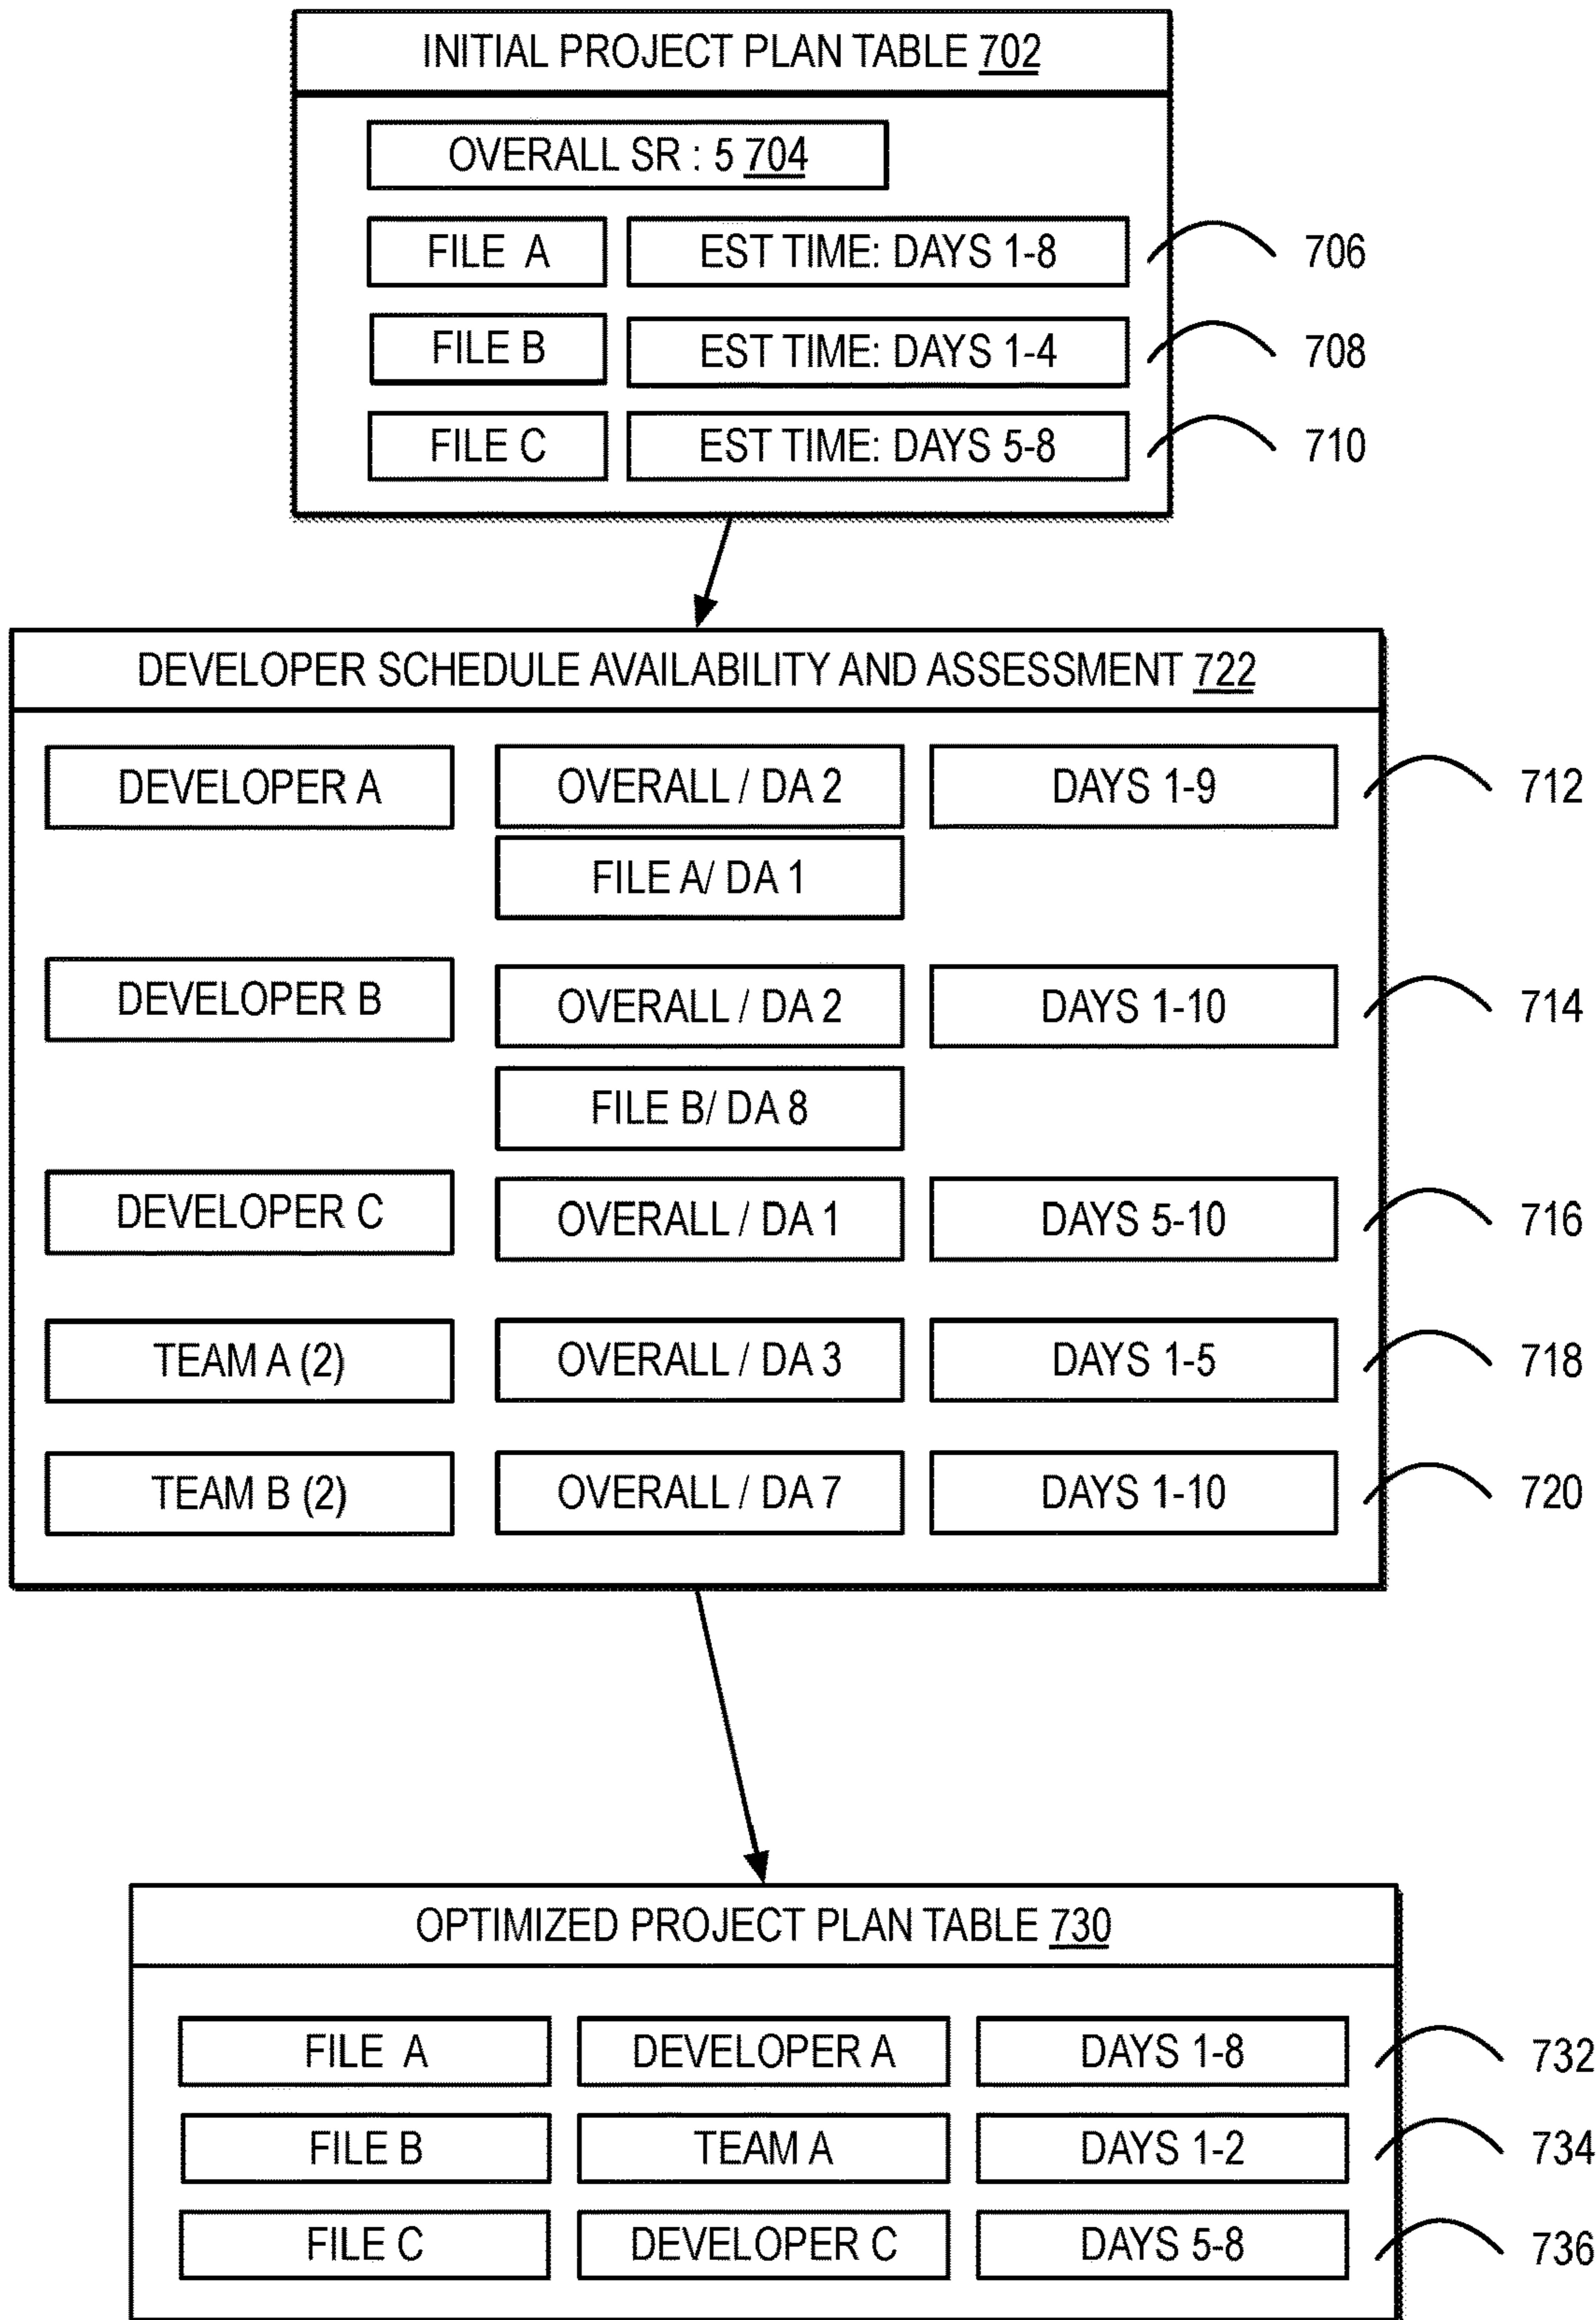 INITIAL PROJECT PLAN TABLE 702
OVERALL SR : 5 704
FILE A EST TIME: DAYS 1-8 706
FILE B EST TIME: DAYS 1-4 708
FILE C EST TIME: DAYS 5-8 710
DEVELOPER SCHEDULE AVAILABILITY AND ASSESSMENT 722
DEVELOPER A OVERALL / DA 2 DAYS 1-9 712
FILE A/ DA 1
DEVELOPER B OVERALL / DA 2 DAYS 1-10 714
FILE B/ DA 8
DEVELOPER C OVERALL / DA 1 DAYS 5-10 716
TEAM A (2) OVERALL / DA 3 DAYS 1-5 718
TEAM B (2) OVERALL / DA 7 DAYS 1-10 720
OPTIMIZED PROJECT PLAN TABLE 730
FILE A DEVELOPER A DAYS 1-8 732
FILE B TEAM A DAYS 1-2 734
FILE C DEVELOPER C DAYS 5-8 736